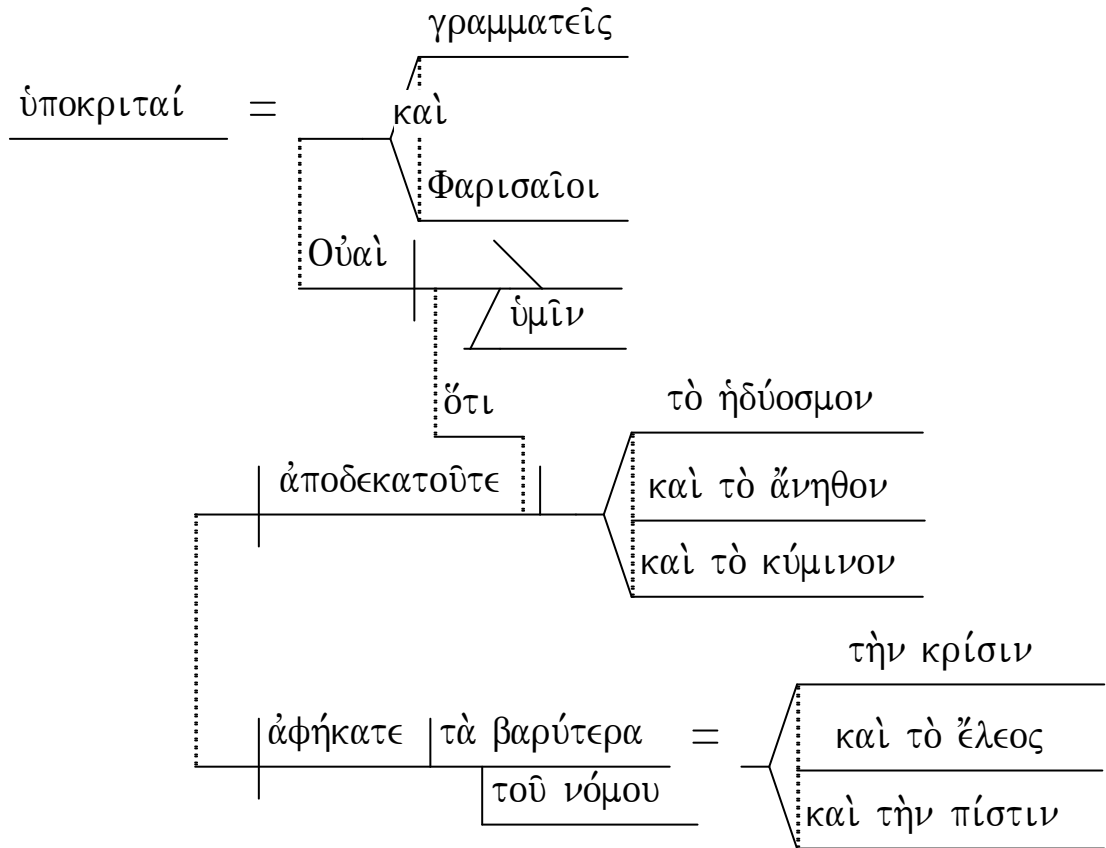 γραμματεῖς
ὑποκριταί =
καὶ
Φαρισαῖοι
Οὐαὶ
ὑμῖν
ὅτι
τὸ ἡδύοσμον
ἀποδεκατοῦτε
καὶ τὸ ἄνηθον
καὶ τὸ κύμινον
τὴν κρίσιν
ἀφήκατε τὰ βαρύτερα =
καὶ τὸ ἔλεος
τοῦ νόμου
καὶ τὴν πίστιν